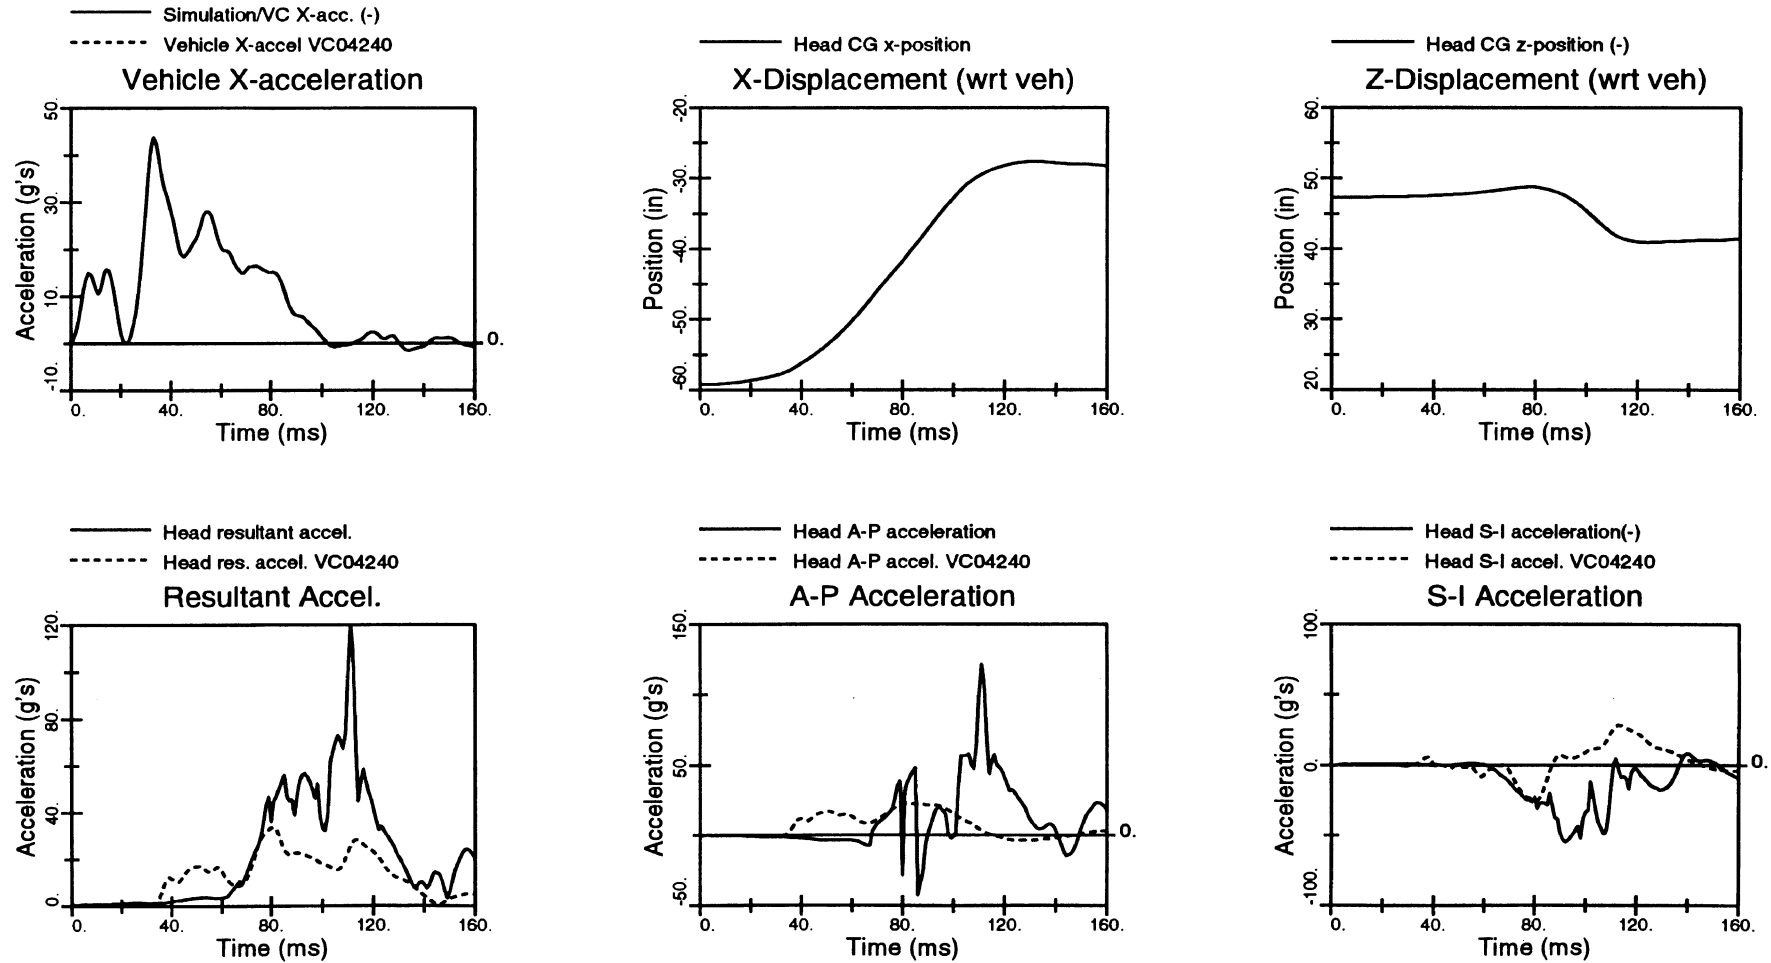 Simulation/VC X-acc. (-)
Vehicle X-accel VC04240
Vehicle X-acceleration
50.
30.
10.
-10.
Acceleration (g's)
0.
0. 40. 80. 120. 160.
Time (ms)
Head CG x-position
X-Displacement (wrt veh)
-20.
-30.
-40.
-50.
-60.
Position (in)
0. 40. 80. 120. 160.
Time (ms)
Head CG z-position (-)
Z-Displacement (wrt veh)
60.
50.
40.
30.
20.
Position (in)
0. 40. 80. 120. 160.
Time (ms)
Head resultant accel.
Head res. accel. VC04240
Resultant Accel.
120.
80.
40.
0.
Acceleration (g's)
0. 40. 80. 120. 160.
Time (ms)
Head A-P acceleration
Head A-P accel. VC04240
A-P Acceleration
150.
50.
-50.
Acceleration (g's)
0.
0. 40. 80. 120. 160.
Time (ms)
Head S-I acceleration(-)
Head S-I accel. VC04240
S-I Acceleration
100.
0.
-100.
Acceleration (g's)
0.
0. 40. 80. 120. 160.
Time (ms)